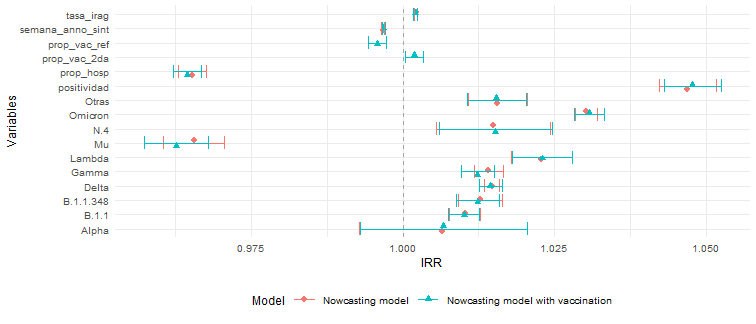 Variables
tasa_irag
semana_anno_sint
prop_vac_ref
prop_vac_2da
prop_hosp
positividad
Otras
Omicron
N.4
Mu
Lambda
Gamma
Delta
B.1.1.348
B.1.1
Alpha
0.975 1.000 1.025 1.050
IRR
Model Nowcasting model Nowcasting model with vaccination